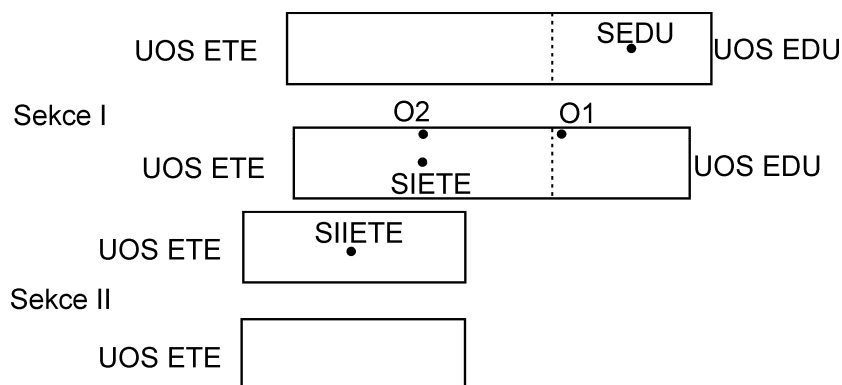 UOS ETE SEDU UOS EDU
Sekce I
O2 O1
UOS ETE SIETE UOS EDU
UOS ETE SIIETE
Sekce II
UOS ETE